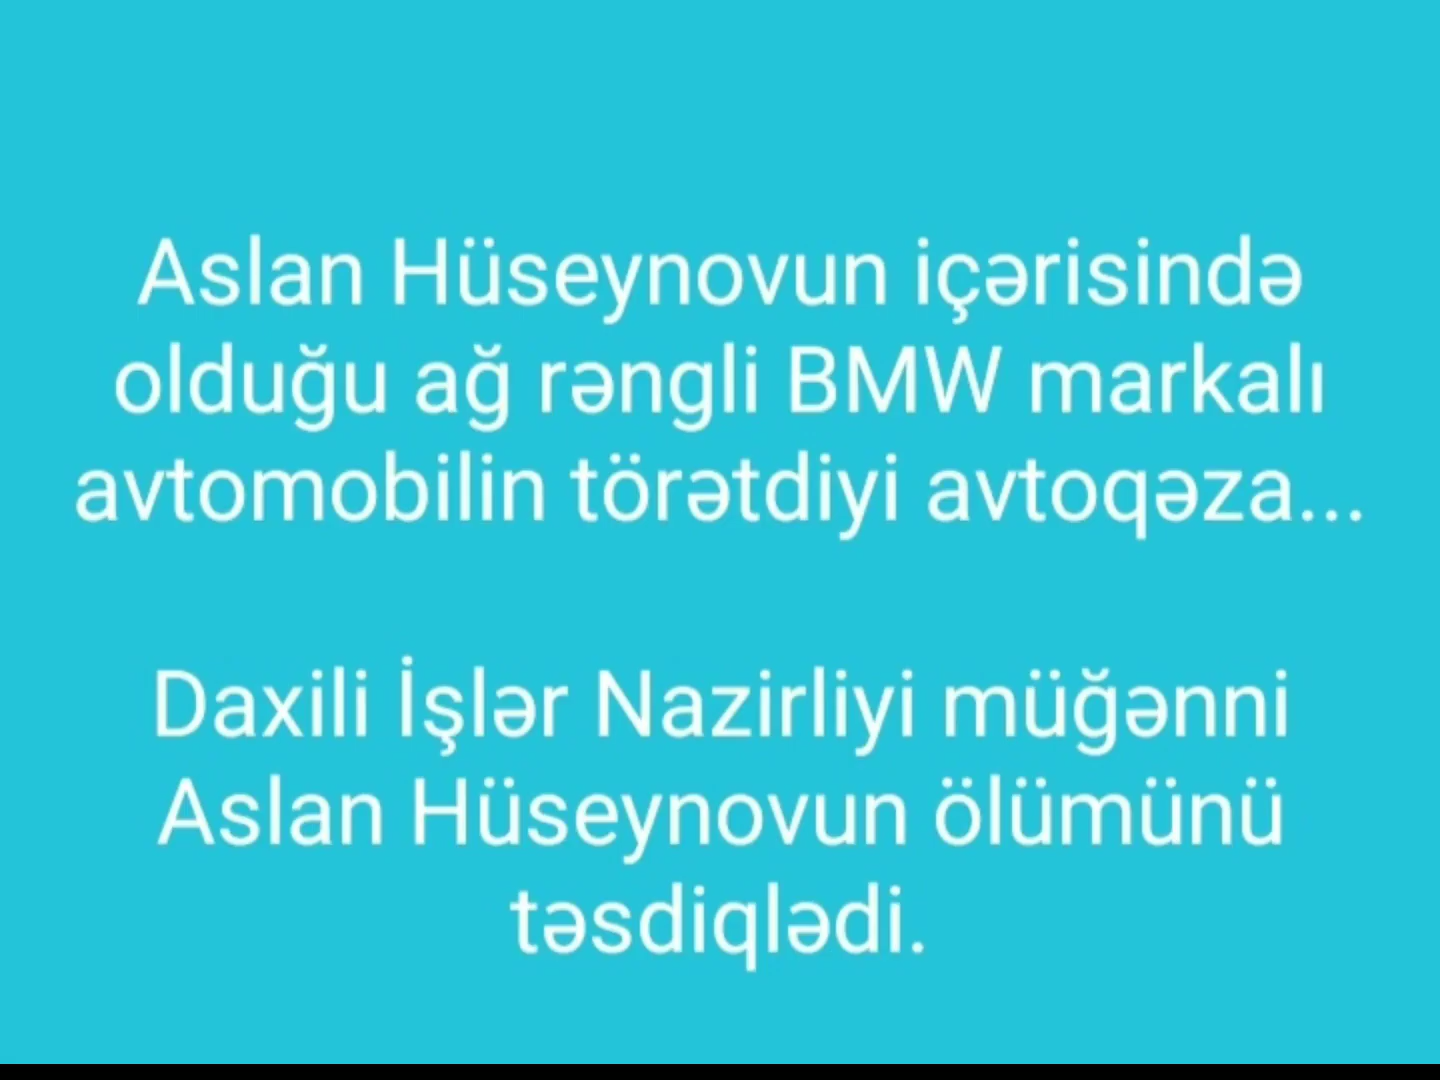 Aslan Hüseynovun içərisində
olduğu ağ rəngli BMW markalı
avtomobilin törətdiyi avtoqəza...
Daxili İşlər Nazirliyi müğənni
Aslan Hüseynovun ölümünü
təsdiqlədi.